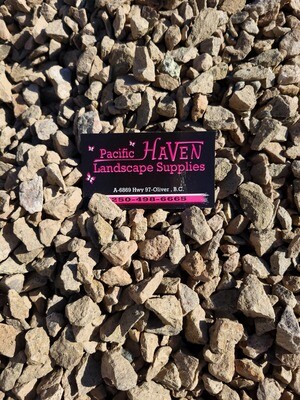 Pacific HAVEN
Landscape Supplies
A-6869 Hwy 97-Oliver , B.C.
250-498-6665